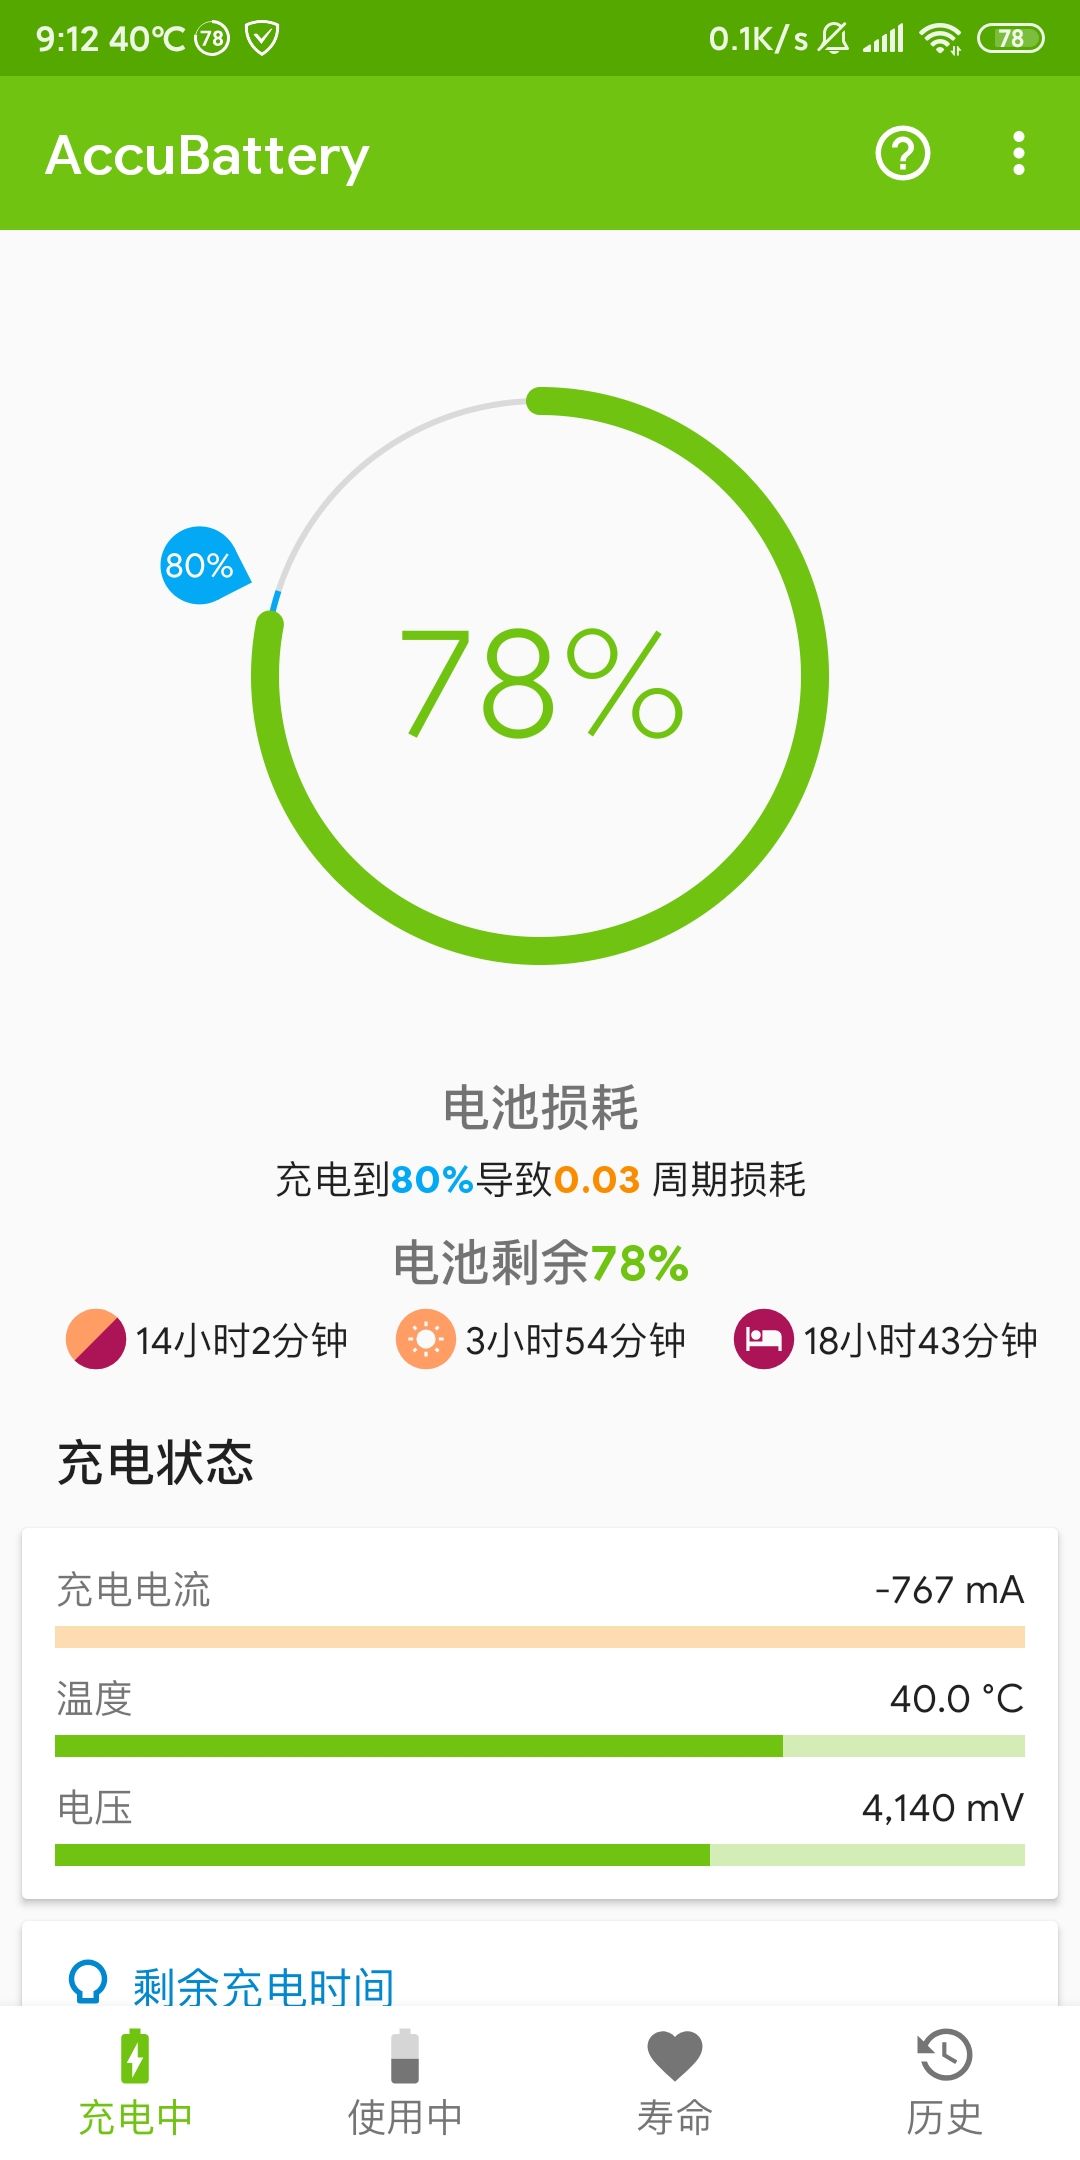 9:12 40℃ 78 0.1K/s 78
AccuBattery
80%
78%
电池损耗
充电到80%导致0.03 周期损耗
电池剩余78%
14小时2分钟 3小时54分钟 18小时43分钟
充电状态
充电电流 -767 mA
温度 40.0 °C
电压 4,140 mV
剩余充电时间
充电中 使用中 寿命 历史